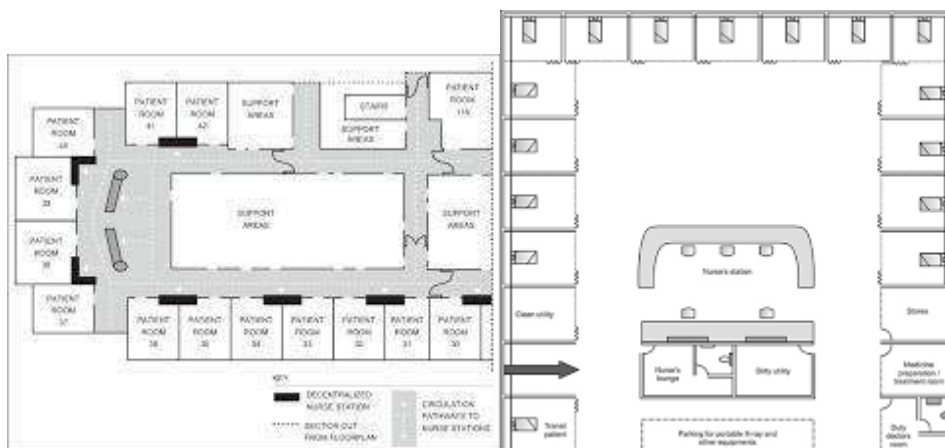 PATIENT
ROOM
41
PATIENT
ROOM
42
SUPPORT
AREAS
STAIRS
SUPPORT
AREAS
PATIENT
ROOM
PATIENT
ROOM
40
PATIENT
ROOM
PATIENT
ROOM
PATIENT
ROOM
37
SUPPORT
AREAS
SUPPORT
AREAS
PATIENT
ROOM
PATIENT
ROOM
35
PATIENT
ROOM
34
PATIENT
ROOM
33
PATIENT
ROOM
32
PATIENT
ROOM
31
PATIENT
ROOM
30
KEY
DECENTRALIZED
NURSE STATION
SECTION CUT
FROM FLOORPLAN
CIRCULATION
PATHWAYS TO
NURSE STATIONS
Nurse's station
Clean utility
Stores
Nurse's
lounge
Dirty utility
Medicine
preparation /
treatment room
Transit
patient
Parking for portable X-ray and
other equipments
Duty
doctors
room